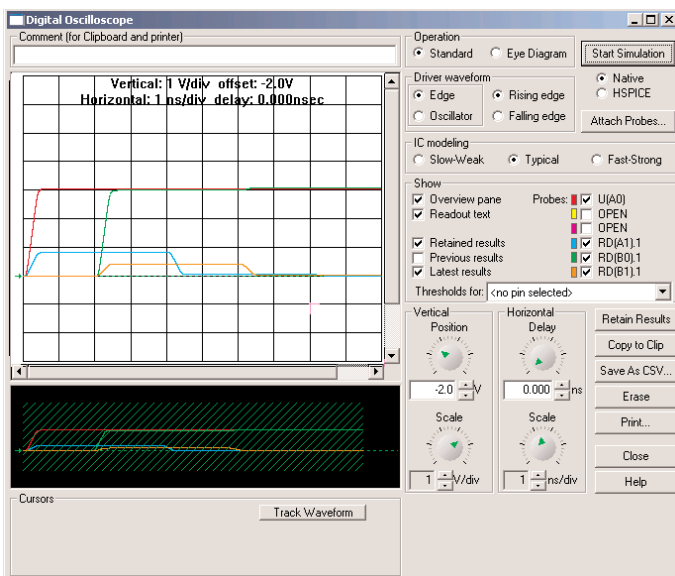 Digital Oscilloscope
Comment (for Clipboard and printer)
Vertical: 1 V/div offset: -2.0V
Horizontal: 1 ns/div delay: 0.000nsec
Operation
Standard
Eye Diagram
Start Simulation
Driver waveform
Edge
Rising edge
Oscillator
Falling edge
Native
HSPICE
Attach Probes...
IC modeling
Slow-Weak
Typical
Fast-Strong
Show
Overview pane
Probes:
U(A0)
Readout text
OPEN
OPEN
Retained results
RD(A1).1
Previous results
RD(B0).1
Latest results
RD(B1).1
Thresholds for:
<no pin selected>
Vertical
Position
-2.0 V
Scale
1 V/div
Horizontal
Delay
0.000 ns
Scale
1 ns/div
Retain Results
Copy to Clip
Save As CSV...
Erase
Print...
Close
Help
Cursors
Track Waveform